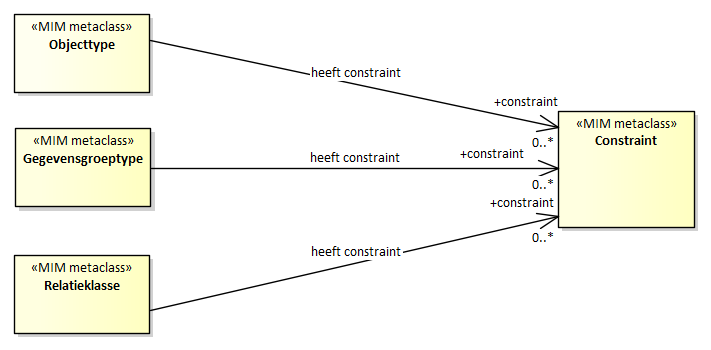 «MIM metaclass»
Objecttype
heeft constraint
+constraint
0..*
«MIM metaclass»
Constraint
«MIM metaclass»
Gegevensgroeptype
heeft constraint
+constraint
0..*
+constraint
0..*
heeft constraint
«MIM metaclass»
Relatieklasse